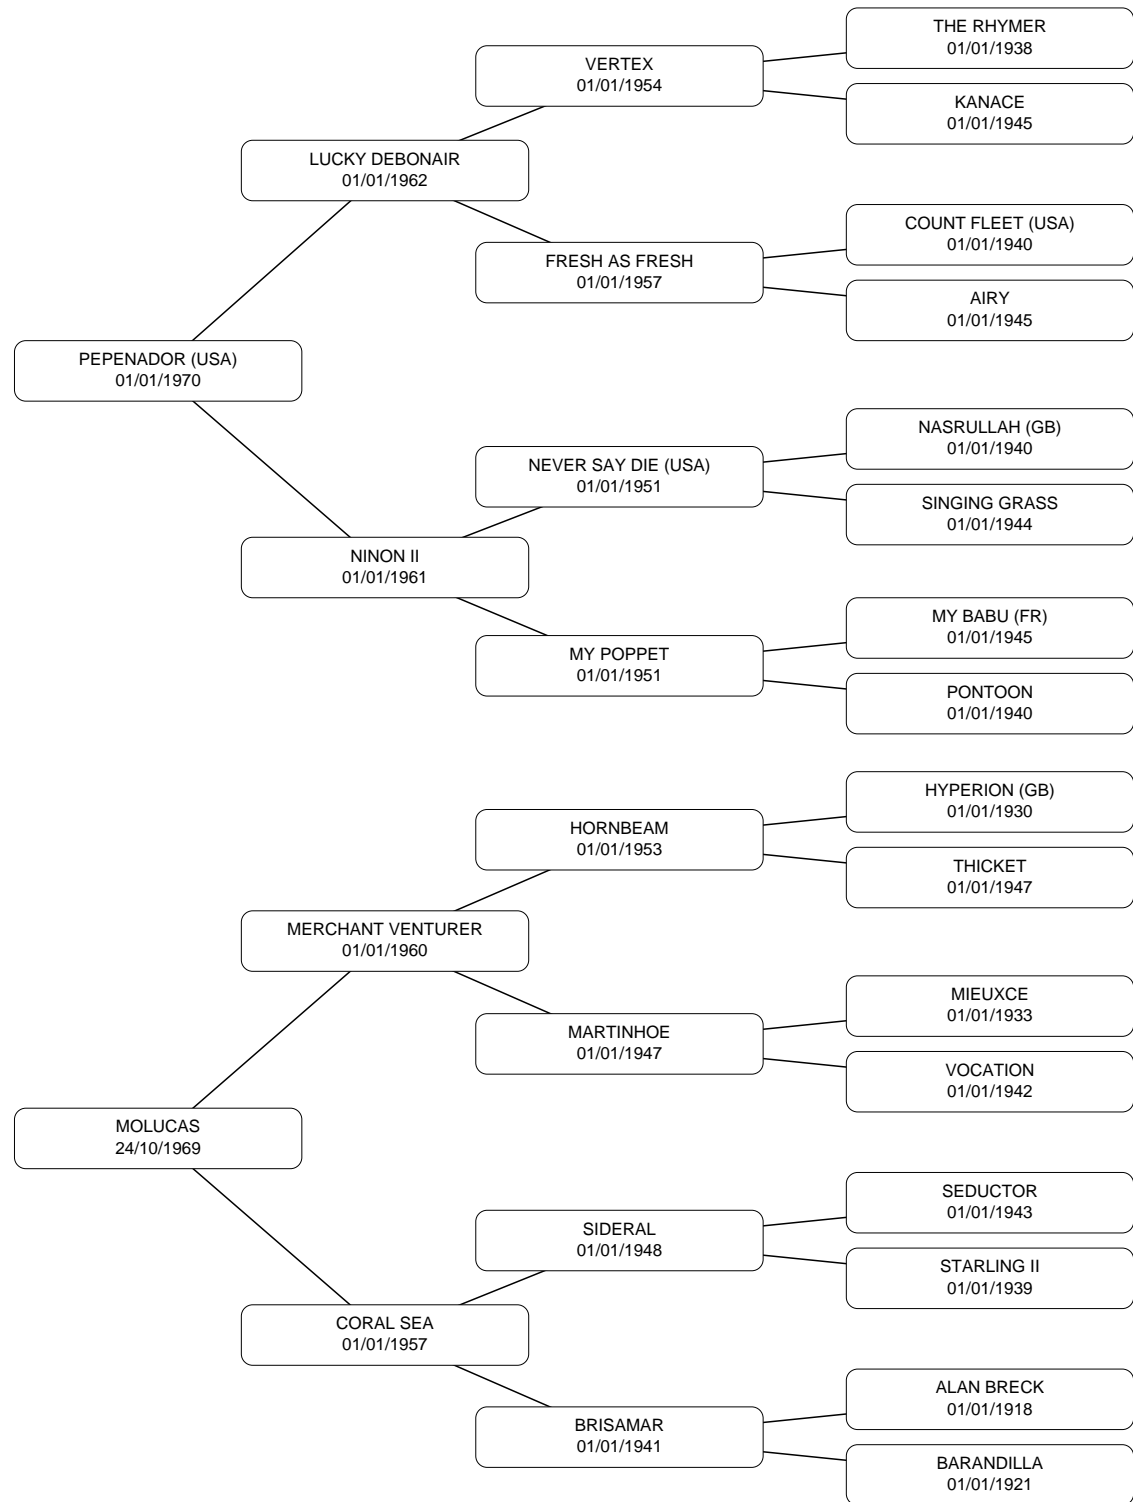 THE RHYMER
01/01/1938
VERTEX
01/01/1954
KANACE
01/01/1945
LUCKY DEBONAIR
01/01/1962
COUNT FLEET (USA)
01/01/1940
FRESH AS FRESH
01/01/1957
AIRY
01/01/1945
PEPENADOR (USA)
01/01/1970
NASRULLAH (GB)
01/01/1940
NEVER SAY DIE (USA)
01/01/1951
SINGING GRASS
01/01/1944
NINON II
01/01/1961
MY BABU (FR)
01/01/1945
MY POPPET
01/01/1951
PONTOON
01/01/1940
HYPERION (GB)
01/01/1930
HORNBEAM
01/01/1953
THICKET
01/01/1947
MERCHANT VENTURER
01/01/1960
MIEUXCE
01/01/1933
MARTINHOE
01/01/1947
VOCATION
01/01/1942
MOLUCAS
24/10/1969
SEDUCTOR
01/01/1943
SIDERAL
01/01/1948
STARLING II
01/01/1939
CORAL SEA
01/01/1957
ALAN BRECK
01/01/1918
BRISAMAR
01/01/1941
BARANDILLA
01/01/1921